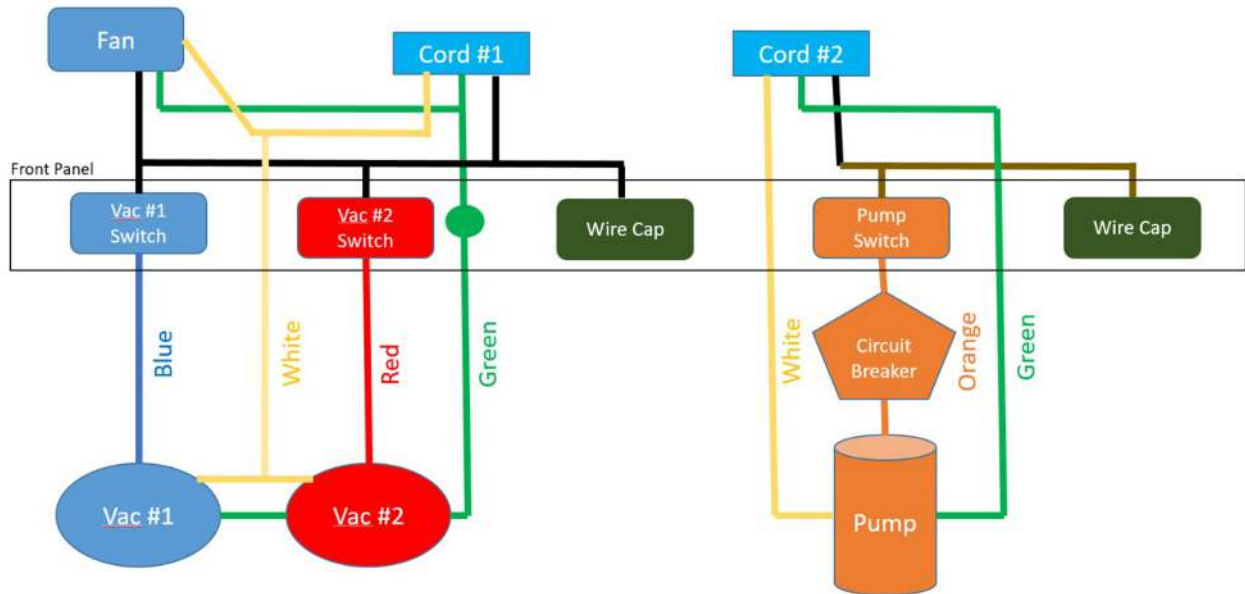 Fan
Cord #1
Cord #2
Front Panel
Vac #1
Switch
Vac #2
Switch
Wire Cap
Pump
Switch
Wire Cap
Blue
White
Red
Green
White
Circuit
Breaker
Orange
Green
Vac #1
Vac #2
Pump